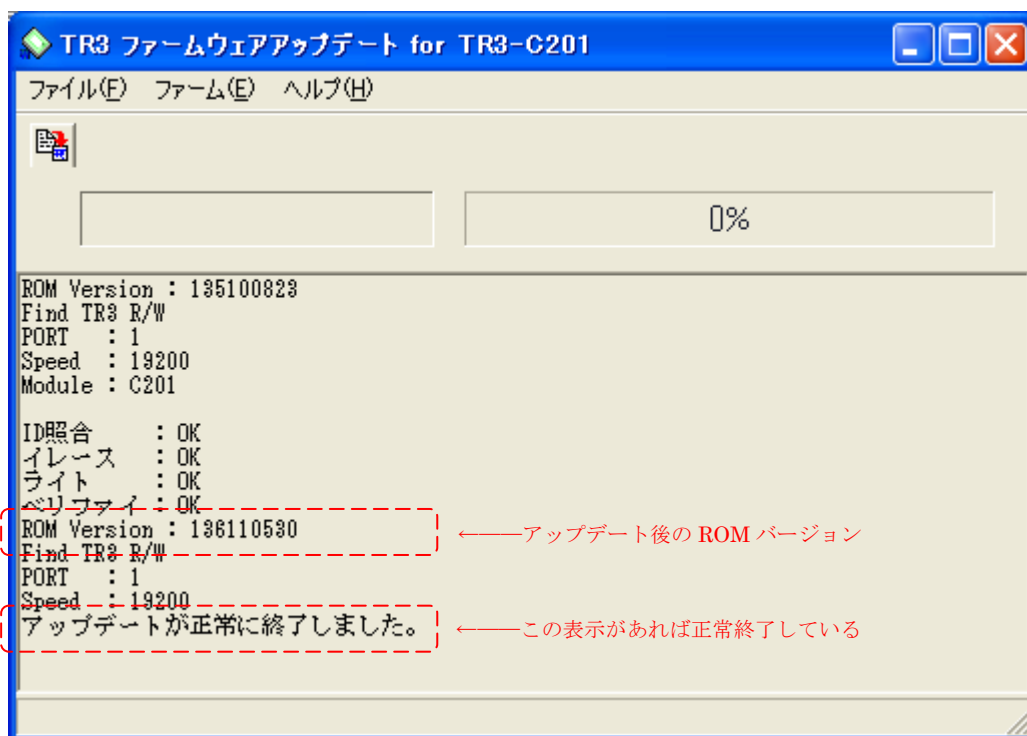 TR3 ファームウェアアップデート for TR3-C201
ファイル(F) ファーム(E) ヘルプ(H)
0%
ROM Version : 135100823
Find TR3 R/W
PORT : 1
Speed : 19200
Module : C201
ID照合 : OK
イレース : OK
ライト : OK
ベリファイ : OK
ROM Version : 136110530 ←――アップデート後の ROM バージョン
Find TR3 R/W
PORT : 1
Speed : 19200
アップデートが正常に終了しました。 ←――この表示があれば正常終了している